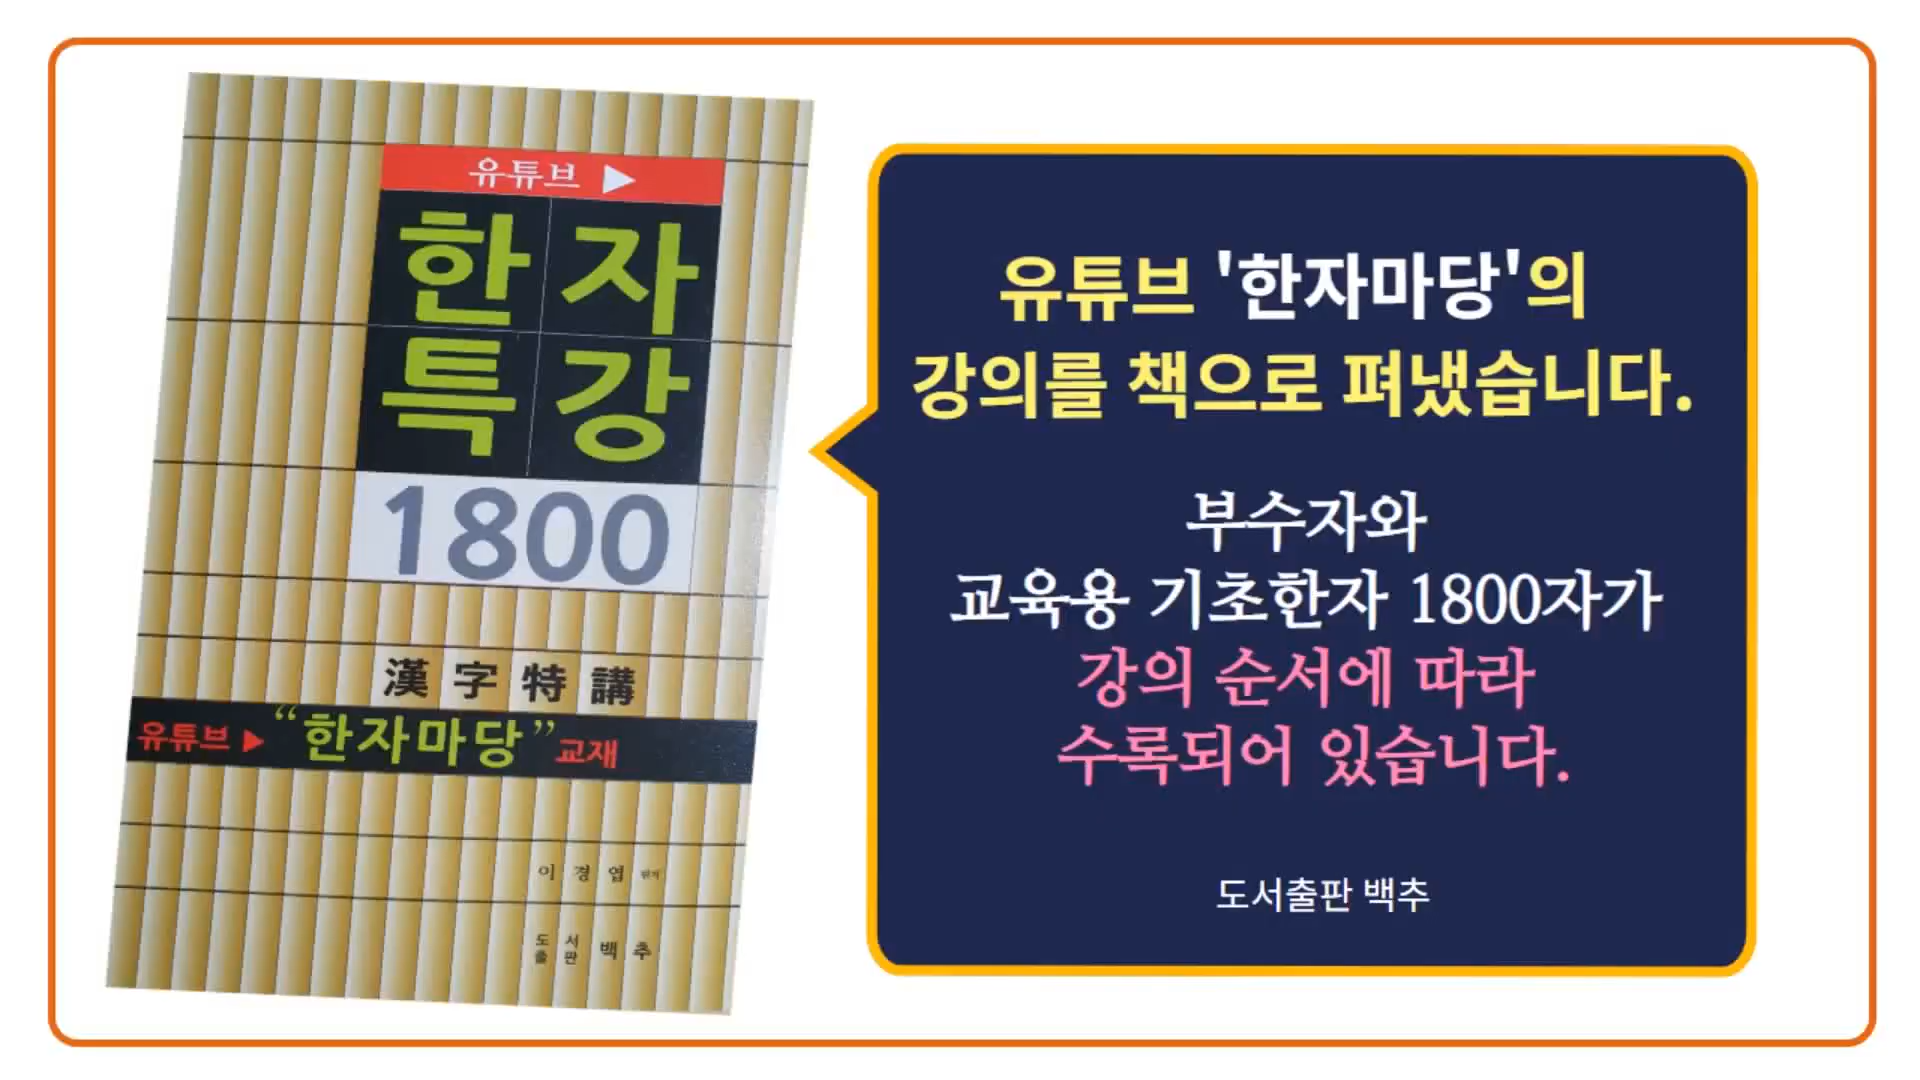 유튜브
한자
특강
1800
漢字特講
유튜브 "한자마당" 교재
이경엽 편저
도서출판 백추
유튜브 '한자마당'의
강의를 책으로 펴냈습니다.
부수자와
교육용 기초한자 1800자가
강의 순서에 따라
수록되어 있습니다.
도서출판 백추